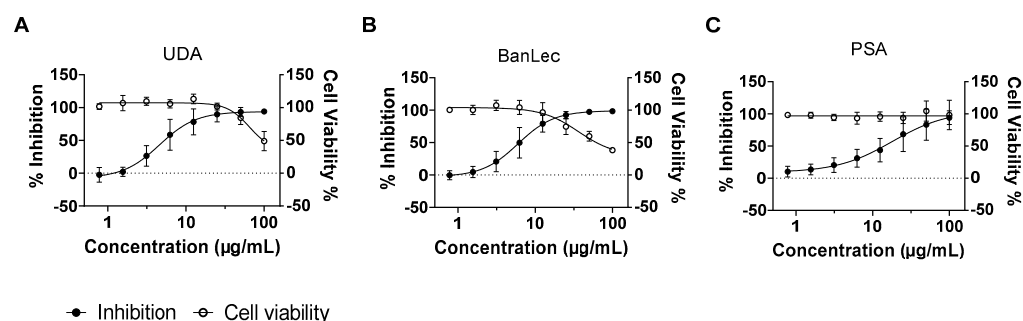 A
UDA
% Inhibition
150
100
50
0
-50
150
100
50
0
-50
Cell Viability %
1
10
100
Concentration (µg/mL)
B
BanLec
% Inhibition
150
100
50
0
-50
150
100
50
0
-50
Cell Viability %
1
10
100
Concentration (µg/mL)
C
PSA
% Inhibition
150
100
50
0
-50
150
100
50
0
-50
Cell Viability %
1
10
100
Concentration (µg/mL)
Inhibition
Cell viability